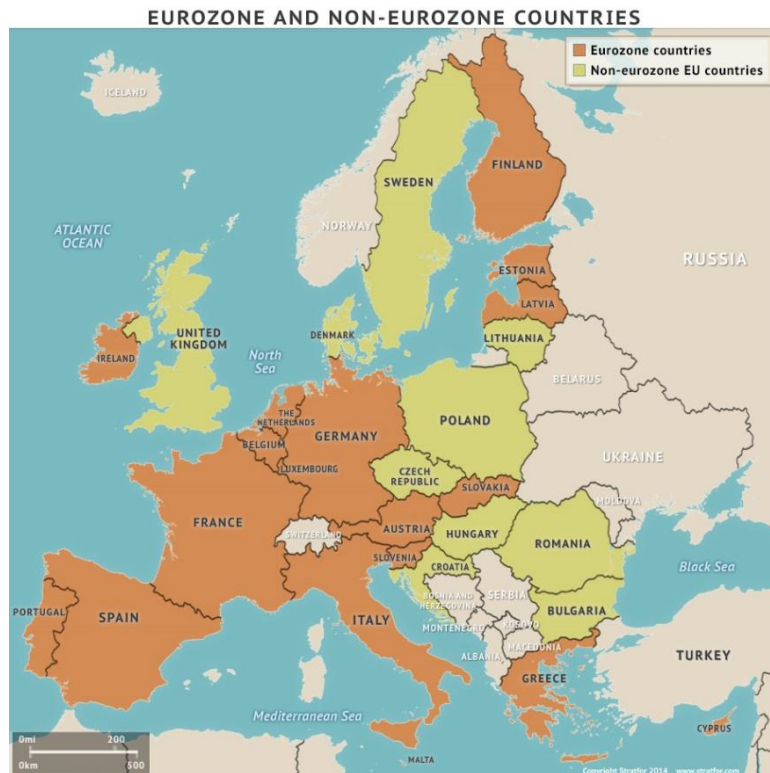 EUROZONE AND NON-EUROZONE COUNTRIES
Eurozone countries
Non-eurozone EU countries
ICELAND
FINLAND
SWEDEN
NORWAY
ATLANTIC
OCEAN
RUSSIA
ESTONIA
LATVIA
UNITED
KINGDOM
DENMARK
LITHUANIA
IRELAND
North
Sea
BELARUS
THE
NETHERLANDS
POLAND
GERMANY
BELGIUM
UKRAINE
LUXEMBOURG
CZECH
REPUBLIC
SLOVAKIA
MOLDOVA
FRANCE
AUSTRIA
SWITZERLAND
HUNGARY
ROMANIA
SLOVENIA
CROATIA
Black Sea
BOSNIA AND
HERZEGOVINA
SERBIA
PORTUGAL
SPAIN
ITALY
BULGARIA
MONTENEGRO
KOSOVO
MACEDONIA
ALBANIA
TURKEY
GREECE
Mediterranean Sea
CYPRUS
MALTA
0mi 200
0km 500
Copyright Stratfor 2014 www.stratfor.com